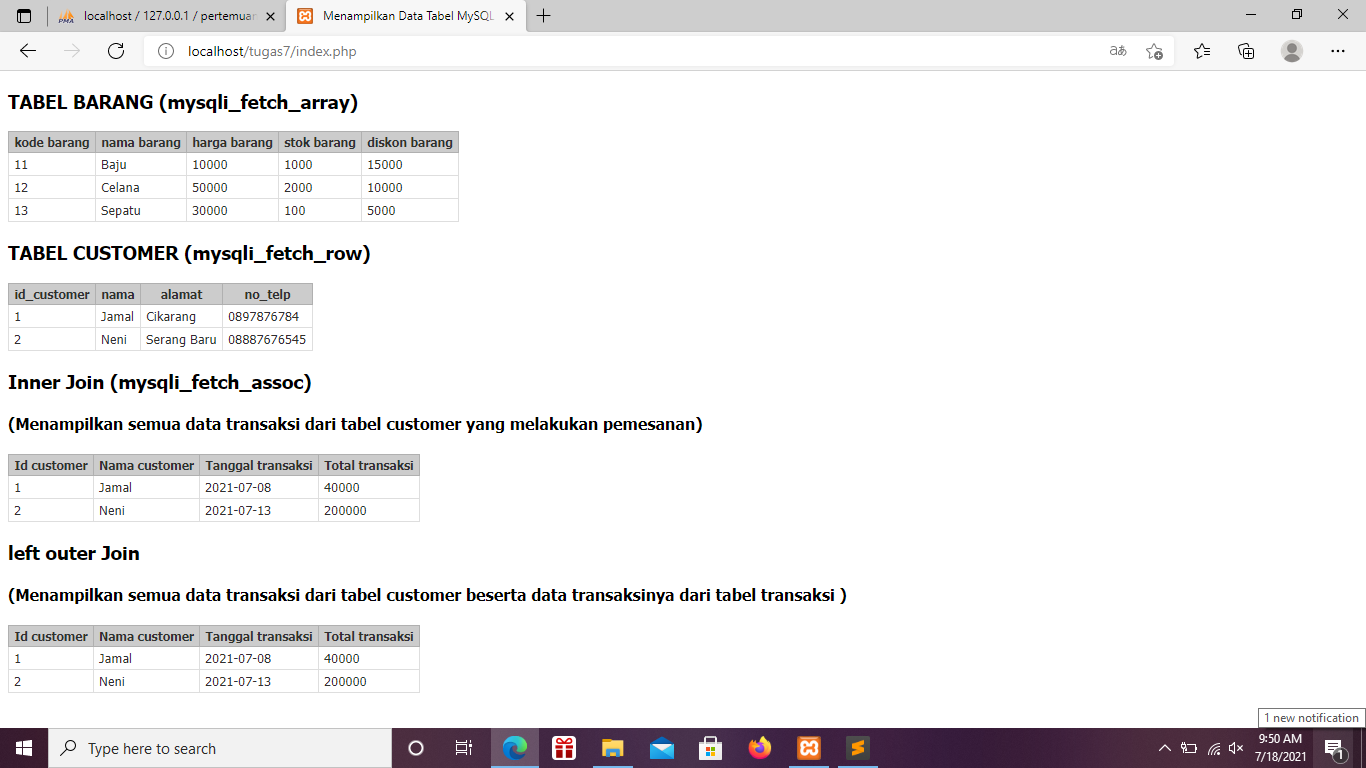 localhost / 127.0.0.1 / pertemuan
Menampilkan Data Tabel MySQL
localhost/tugas7/index.php
TABEL BARANG (mysqli_fetch_array)
kode barang nama barang harga barang stok barang diskon barang
11 Baju 10000 1000 15000
12 Celana 50000 2000 10000
13 Sepatu 30000 100 5000
TABEL CUSTOMER (mysqli_fetch_row)
id_customer nama alamat no_telp
1 Jamal Cikarang 0897876784
2 Neni Serang Baru 08887676545
Inner Join (mysqli_fetch_assoc)
(Menampilkan semua data transaksi dari tabel customer yang melakukan pemesanan)
Id customer Nama customer Tanggal transaksi Total transaksi
1 Jamal 2021-07-08 40000
2 Neni 2021-07-13 200000
left outer Join
(Menampilkan semua data transaksi dari tabel customer beserta data transaksinya dari tabel transaksi )
Id customer Nama customer Tanggal transaksi Total transaksi
1 Jamal 2021-07-08 40000
2 Neni 2021-07-13 200000
1 new notification
Type here to search
9:50 AM
7/18/2021
1